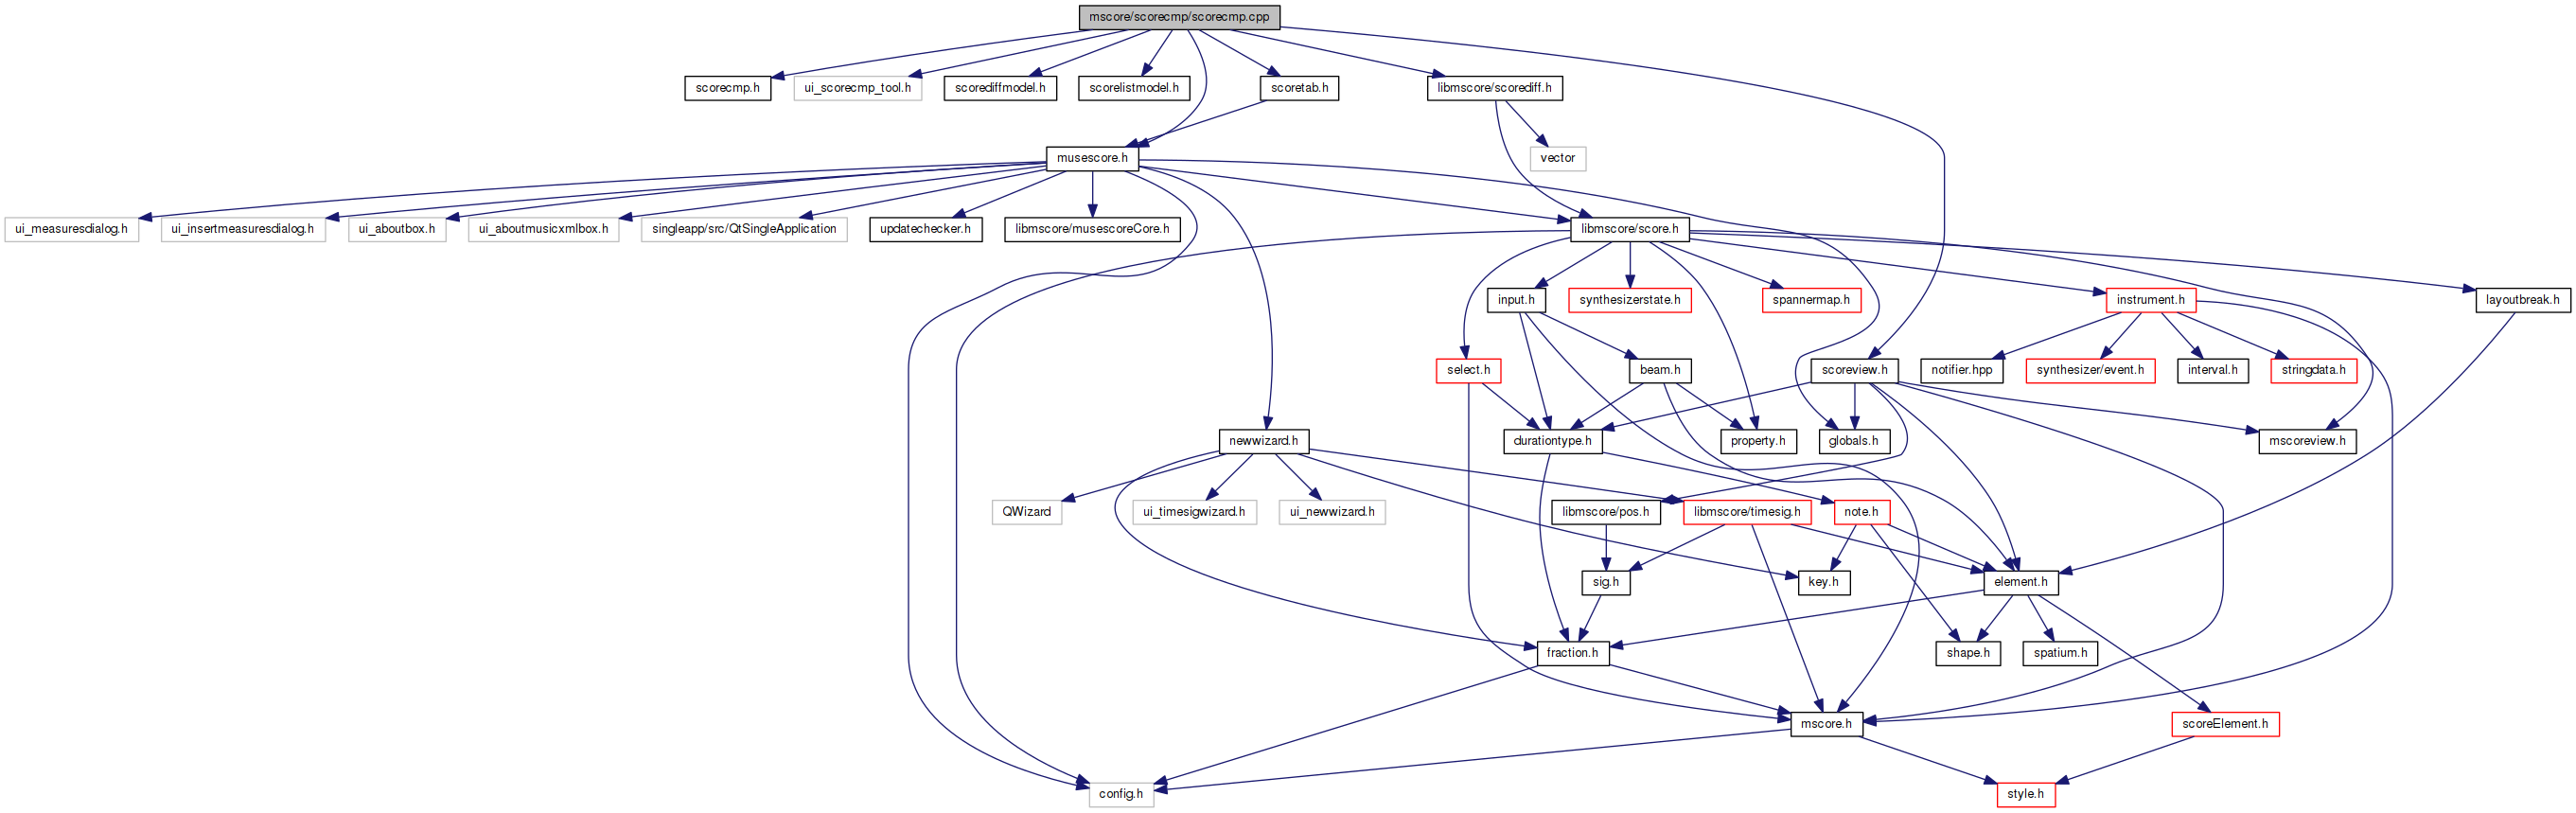 mscore/scorecmp/scorecmp.cpp
scorecmp.h
ui_scorecmp_tool.h
scorediffmodel.h
scorelistmodel.h
scoretab.h
libmscore/scorediff.h
musescore.h
vector
ui_measuresdialog.h
ui_insertmeasuresdialog.h
ui_aboutbox.h
ui_aboutmusicxmlbox.h
singleapp/src/QtSingleApplication
updatechecker.h
libmscore/musescoreCore.h
libmscore/score.h
input.h
synthesizerstate.h
spannermap.h
instrument.h
layoutbreak.h
select.h
beam.h
scoreview.h
notifier.hpp
synthesizer/event.h
interval.h
stringdata.h
newwizard.h
durationtype.h
property.h
globals.h
mscoreview.h
QWizard
ui_timesigwizard.h
ui_newwizard.h
libmscore/pos.h
libmscore/timesig.h
note.h
sig.h
key.h
element.h
fraction.h
shape.h
spatium.h
mscore.h
scoreElement.h
config.h
style.h